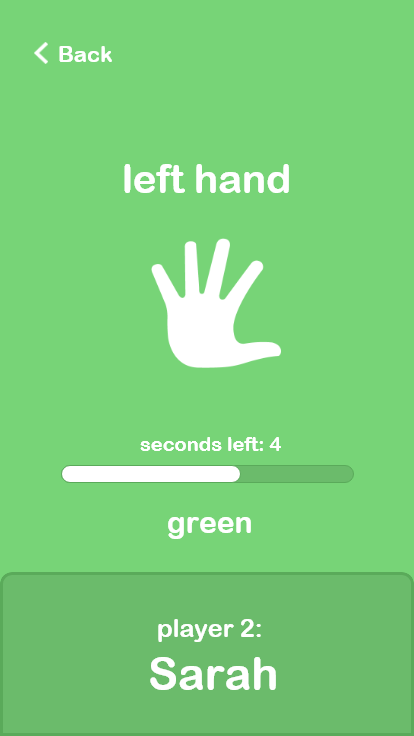 Back
left hand
seconds left: 4
green
player 2:
Sarah